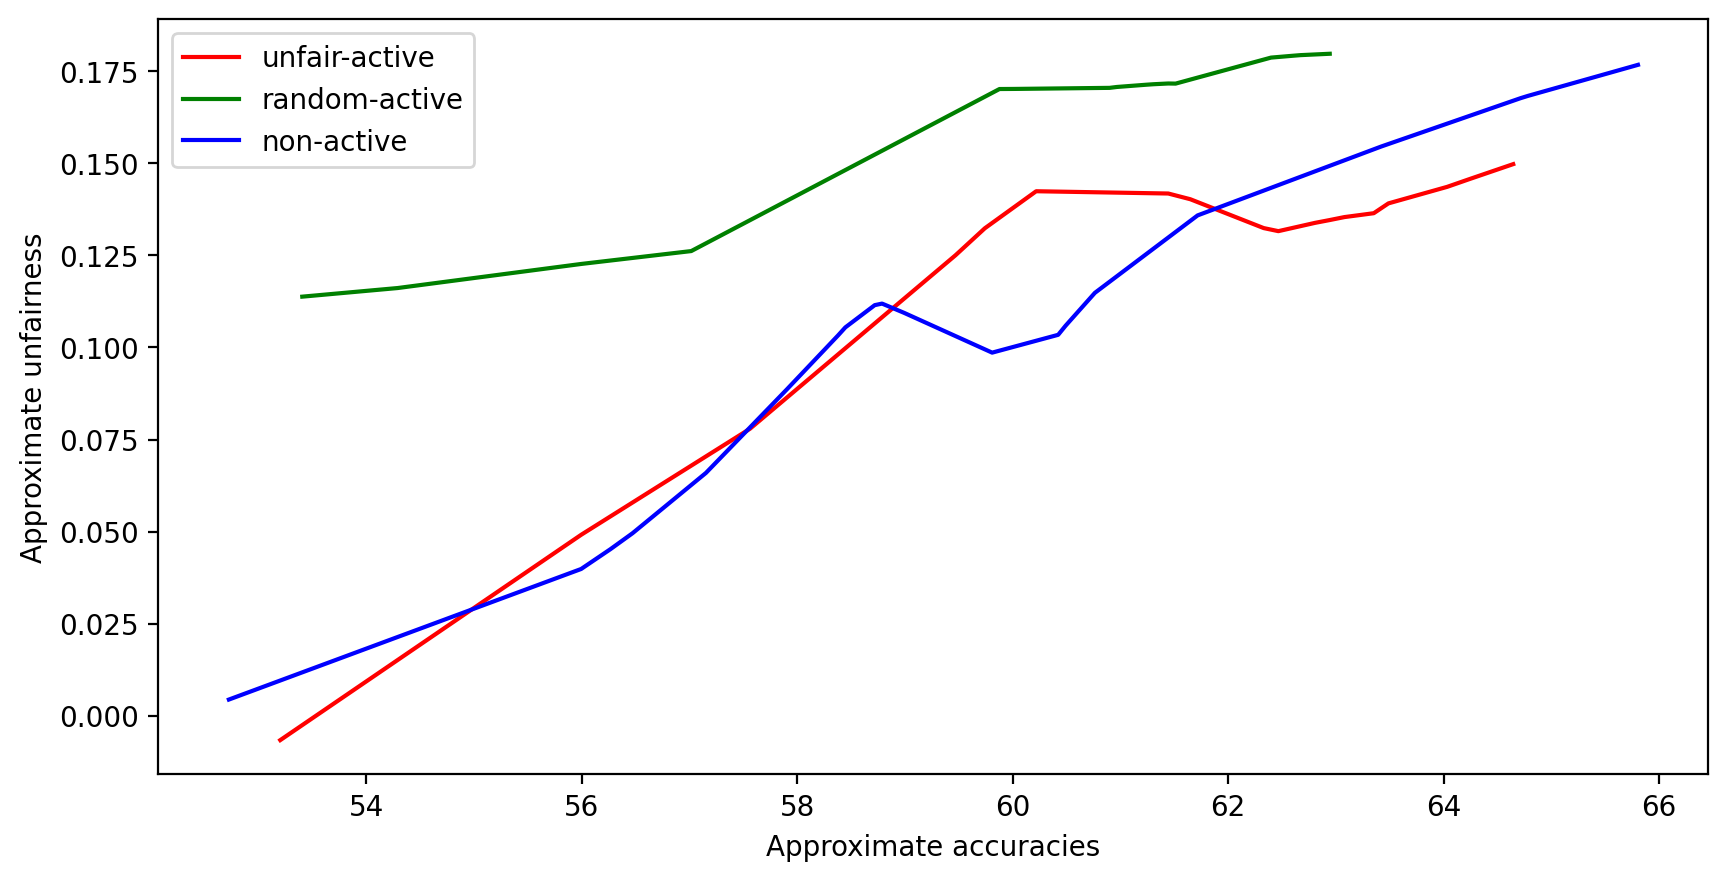 unfair-active
random-active
non-active
Approximate unfairness
0.175
0.150
0.125
0.100
0.075
0.050
0.025
0.000
54 56 58 60 62 64 66
Approximate accuracies